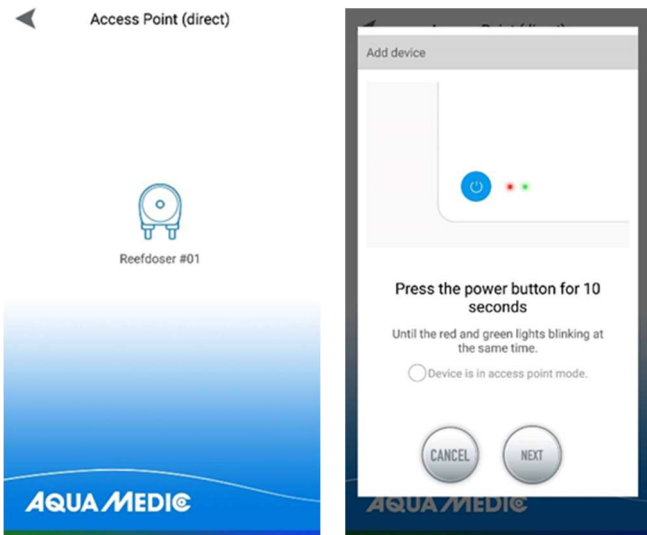 Access Point (direct)
Reefdoser #01
AQUA MEDIC
Add device
Press the power button for 10
seconds
Until the red and green lights blinking at
the same time.
Device is in access point mode.
CANCEL
NEXT
AQUA MEDIC